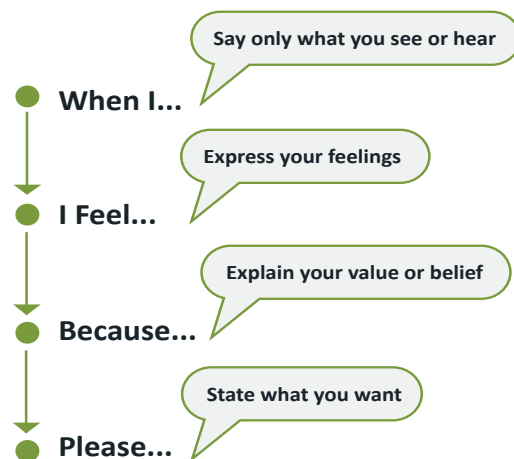 Say only what you see or hear
When I...
Express your feelings
I Feel...
Explain your value or belief
Because...
State what you want
Please...